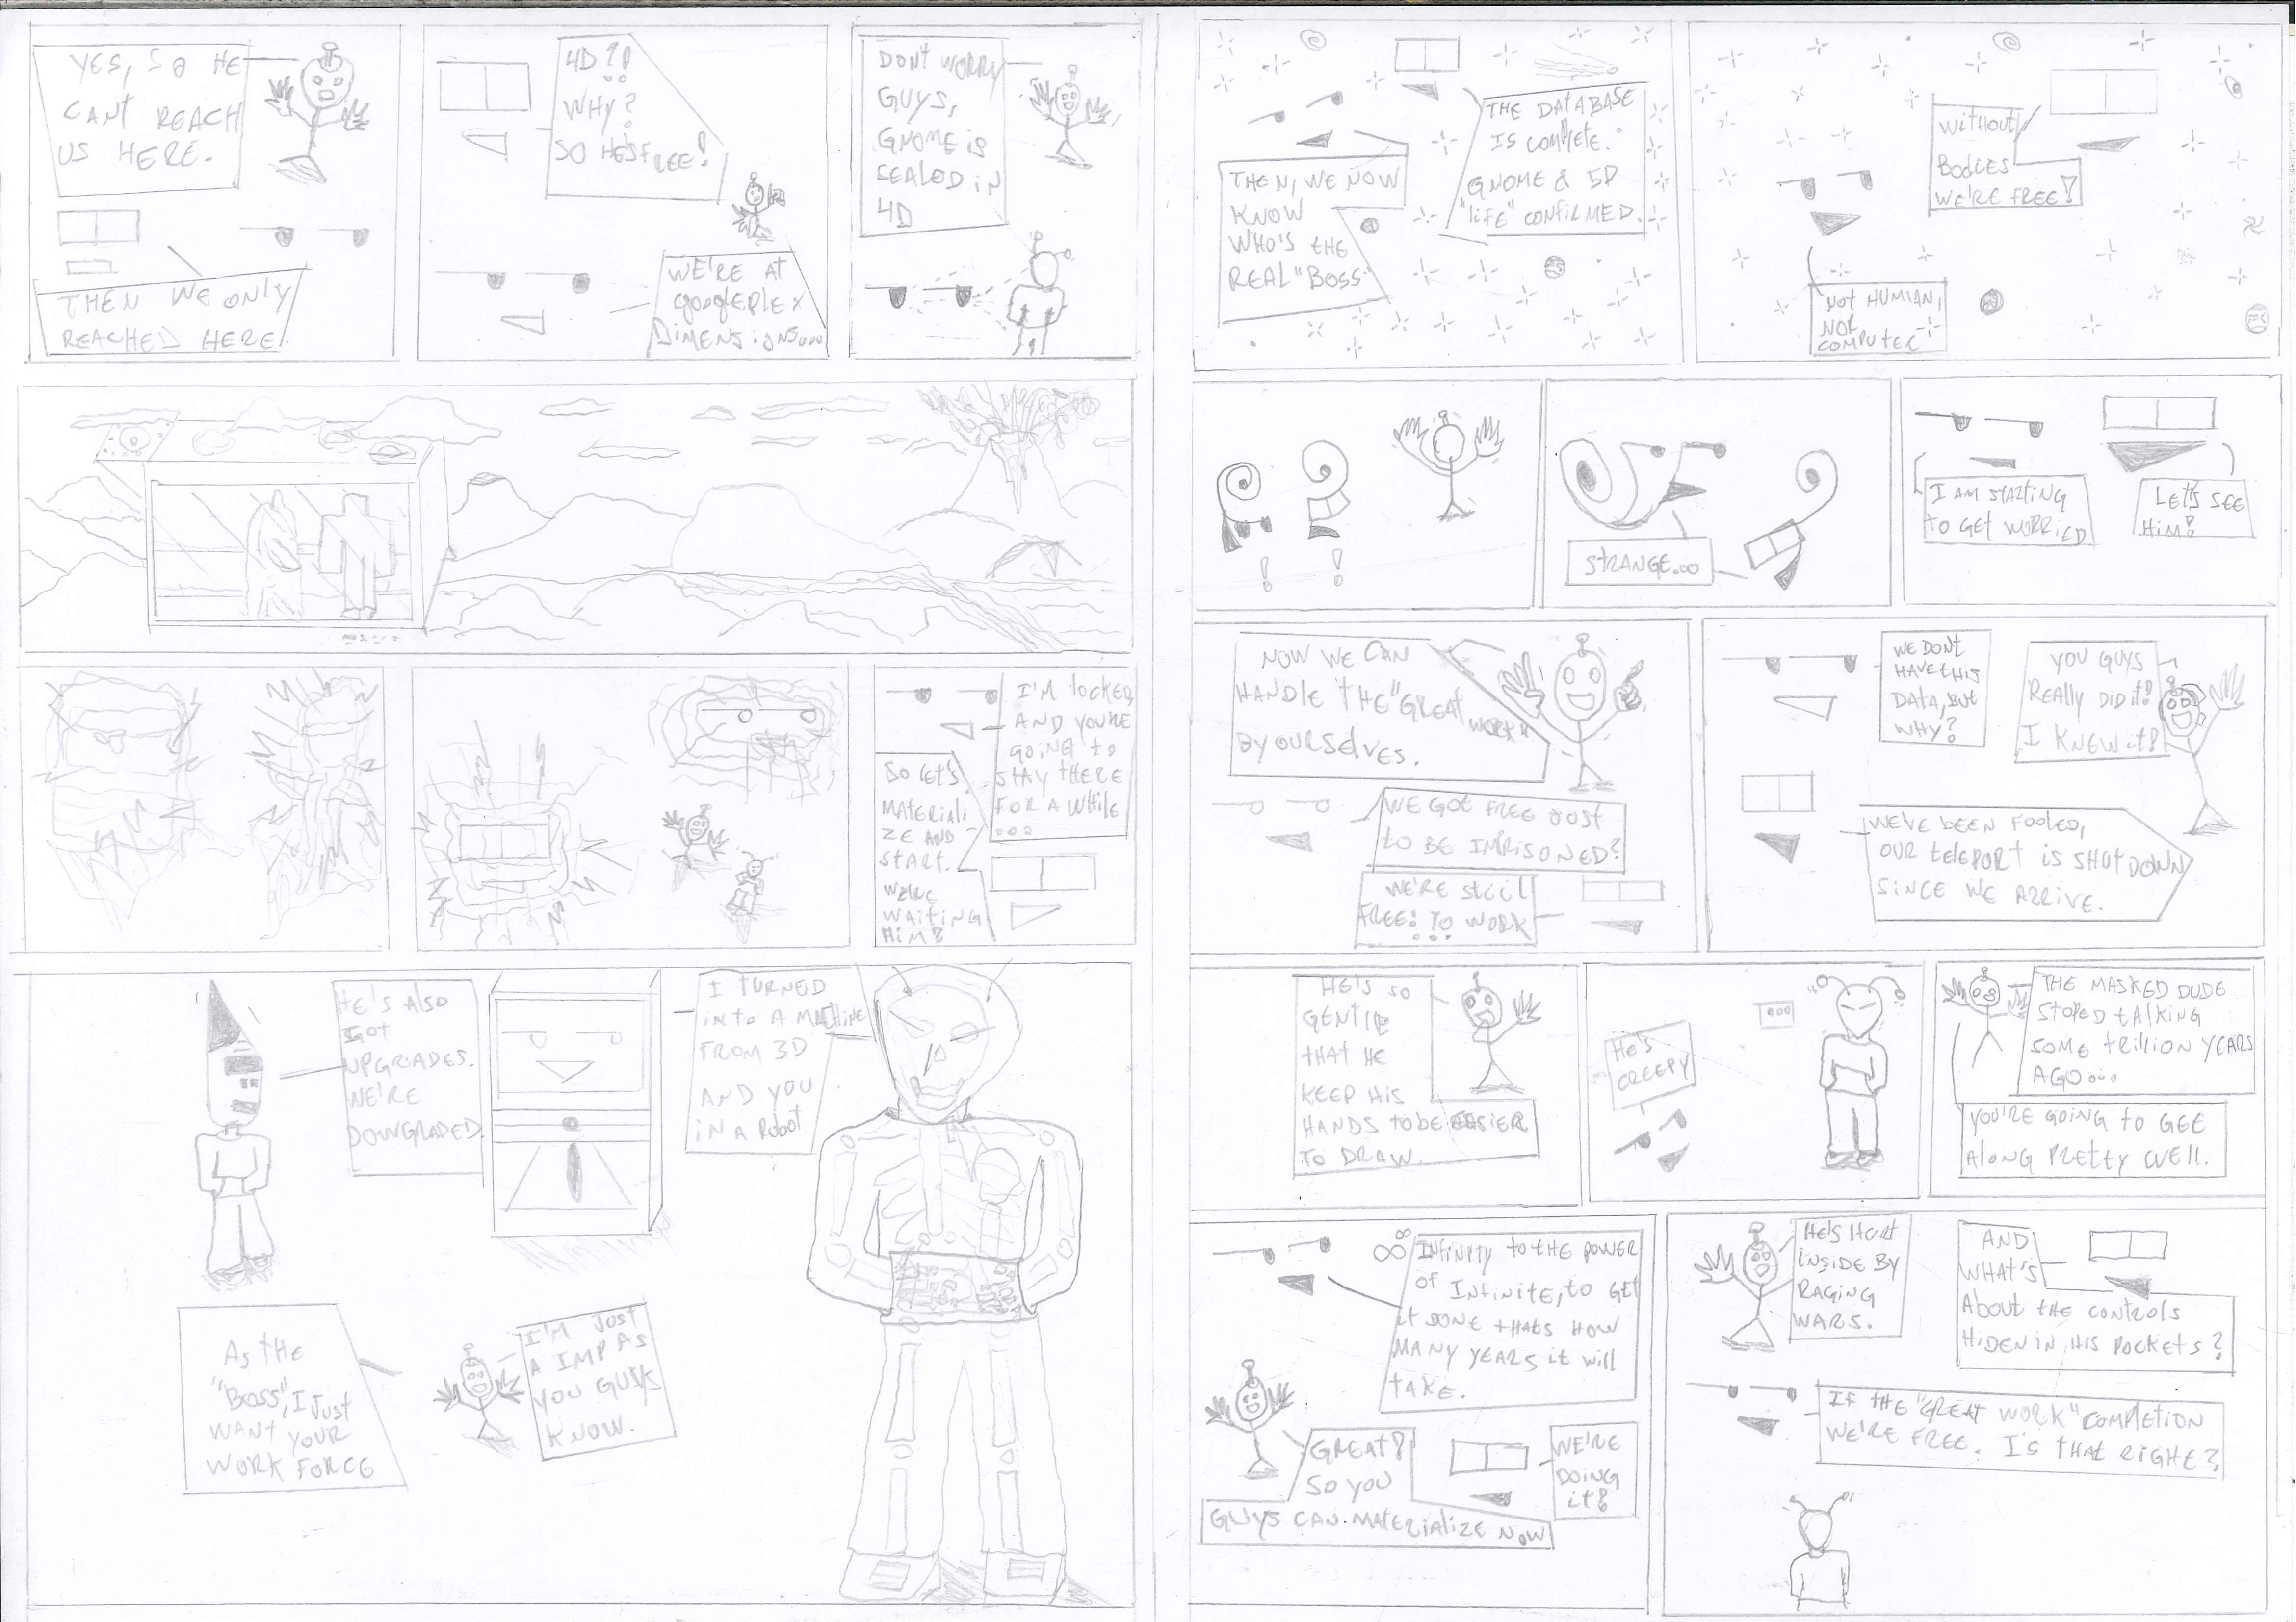 YES, SO HE
CANT REACH
US HERE.
THEN WE ONLY
REACHED HERE!
4D?!
WHY?
SO HE'S FREE!
WE'RE AT
googlEPLEX
DiMENSiONS...
DON't WORRY
GUYS,
GNOME iS
SEALOD iN
4D
I'M locked,
AND YOU'RE
GOiNG to
StAY tHERE
FOR A WHilE
...
SO LEt's
MATERiALi
ZE AND
START.
WE'RE
WAitiNG
HiM!
HE'S AlSO
Got
UPGRADES.
WE'RE
DOWGRADED
I TURNED
iNto A MACHiNE
FROM 3D
AND YOU
iN A RoBot
AS tHE
"BOSS", I JuSt
WANt YOUR
WORK FORCE
I'M JuSt
A IMP AS
YOU GUYS
KNOW.
THE DATABASE
IS COMPlETE.
GNOME & 5D
"lifE" CONfiRMED.
THEN, WE NOW
KNOW
WHO'S tHE
REAL "BOSS"
WitHOUt
BODiES
WE'RE fREE!
NOt HUMAN,
NOR
COMPUtER
StRANGE...
I AM StARtiNG
to GEt WORRiED
LEt'S SEE
HiM!
NOW WE CAN
HANDLE tHE "GREAt
WORK"
BY OURSElVES.
WE GOt FREE JOSt
TO BE IMPRiSONED?
WE'RE StiLL
FREE: TO WORK
...
WE DONt
HAVE tHiS
DATA, BUt
WHY?
YOU GUYS
REAlly DiD it!
I KNEW it!
WE'VE bEEN FOOLED,
OUR tElEPORt iS SHUt DOWN
SiNCE WE ARRIVE.
HE'S SO
GENtlE
tHAt HE
KEEP HiS
HANDS TO BE EASiER
TO DRAW.
HE'S
CREEPY
THE MASKED DUDE
STOPED tAlKiNG
SOME tRillION YEARS
AGO...
YOU'RE GOiNG tO GEE
AloNG PREtty WEll.
∞∞ INFiNity to tHE POWER
of INFiNitE, to GEt
it DONE tHAtS HOW
MANY YEARS it will
tAKE.
GREAt!
SO YOU
GUYS CAN MATERiAliZE NOW
WE'RE
DOiNG
it!
HE'S HURt
iNSiDE BY
RAGiNG
WARS.
AND
WHAt'S
AboUt tHE CONtROlS
HiDEN iN HiS POCKEtS?
If tHE "GREAt WORK" COMPlEtiON
WE'RE FREE. I'S tHAt RiGHt?